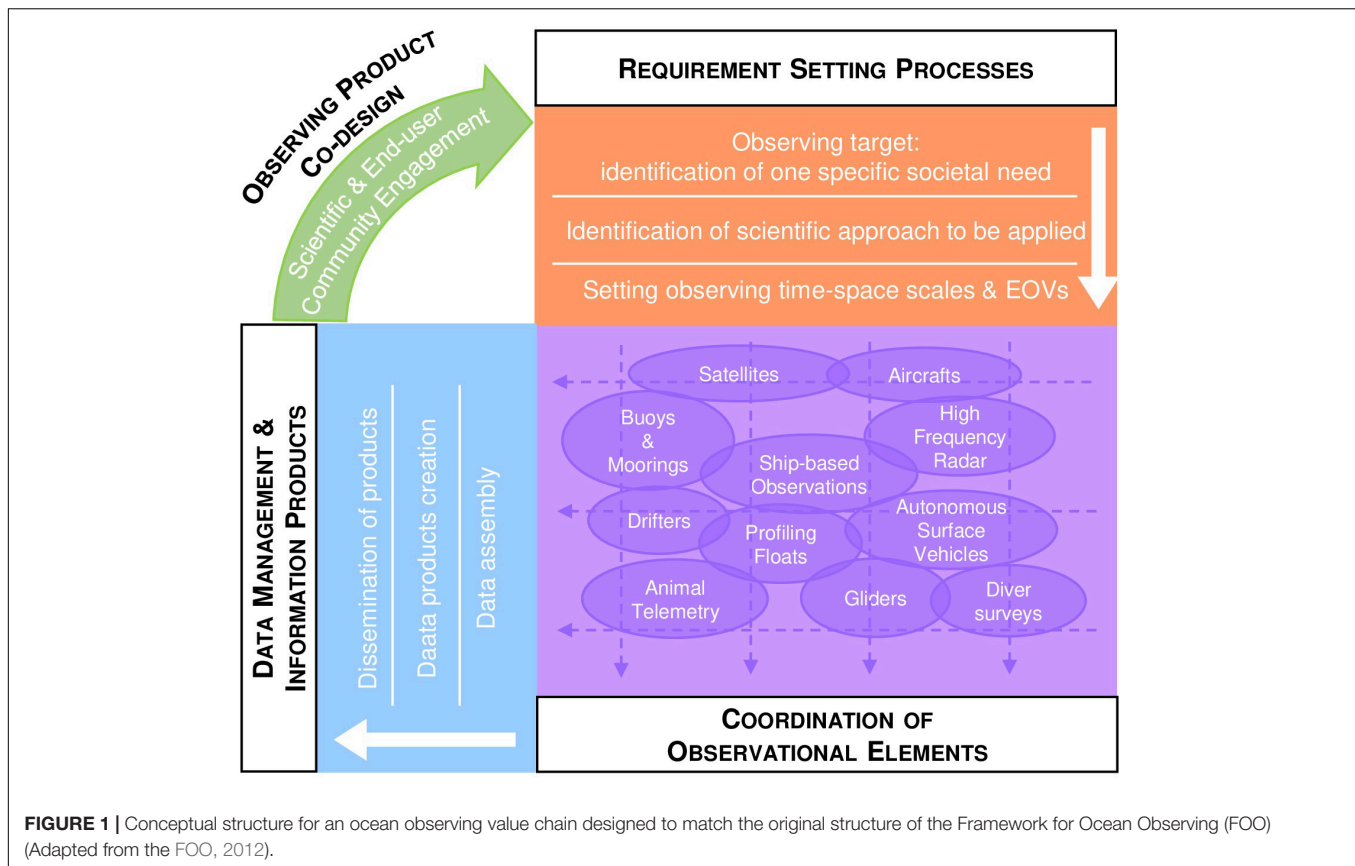 OBSERVING PRODUCT
CO-DESIGN
Scientific & End-user
Community Engagement
REQUIREMENT SETTING PROCESSES
Observing target:
identification of one specific societal need
Identification of scientific approach to be applied
Setting observing time-space scales & EOVs
Satellites
Aircrafts
Buoys
&
Moorings
High
Frequency
Radar
Ship-based
Observations
Drifters
Profiling
Floats
Autonomous
Surface
Vehicles
Animal
Telemetry
Gliders
Diver
surveys
COORDINATION OF
OBSERVATIONAL ELEMENTS
Data assembly
Daata products creation
Dissemination of products
DATA MANAGEMENT &
INFORMATION PRODUCTS
FIGURE 1 | Conceptual structure for an ocean observing value chain designed to match the original structure of the Framework for Ocean Observing (FOO)
(Adapted from the FOO, 2012).